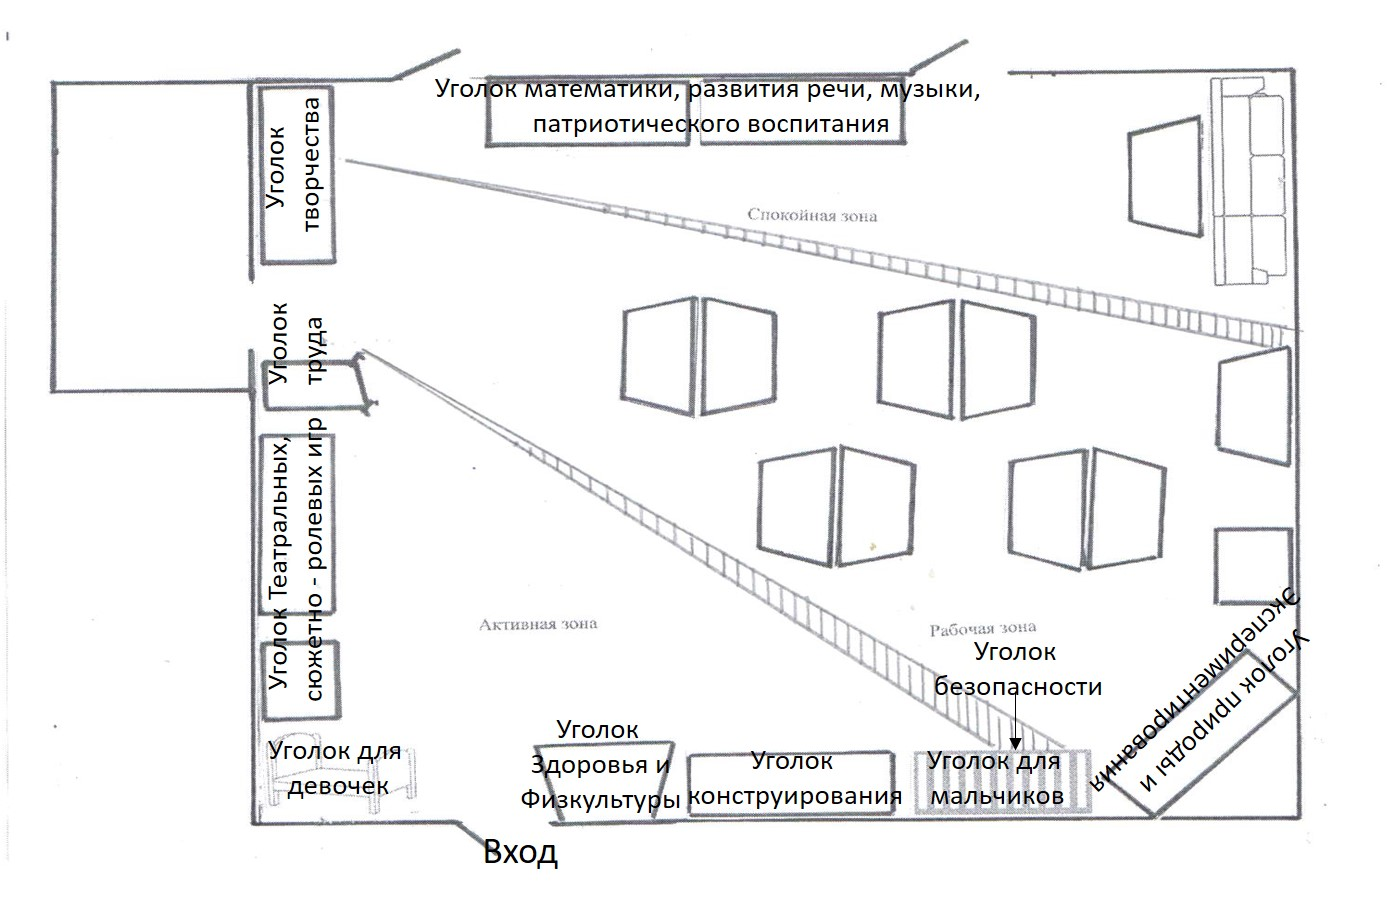 Уголок математики, развития речи, музыки,
патриотического воспитания
Уголок
творчества
Спокойная зона
Уголок
труда
Уголок Театральных,
сюжетно - ролевых игр
Активная зона
Рабочая зона
Уголок
безопасности
Уголок природы и
Экспериментирования
Уголок для
девочек
Уголок
Здоровья и
Физкультуры
Уголок
конструирования
Уголок для
мальчиков
Вход